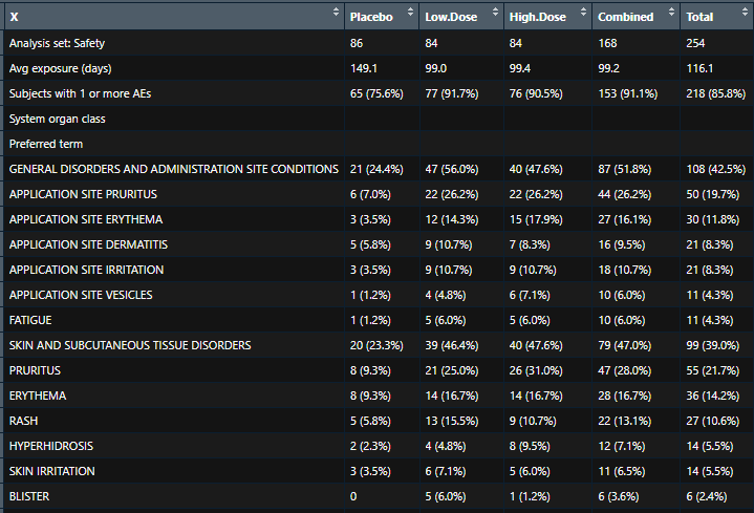 X Placebo Low.Dose High.Dose Combined Total
Analysis set: Safety 86 84 84 168 254
Avg exposure (days) 149.1 99.0 99.4 99.2 116.1
Subjects with 1 or more AEs 65 (75.6%) 77 (91.7%) 76 (90.5%) 153 (91.1%) 218 (85.8%)
System organ class
Preferred term
GENERAL DISORDERS AND ADMINISTRATION SITE CONDITIONS 21 (24.4%) 47 (56.0%) 40 (47.6%) 87 (51.8%) 108 (42.5%)
APPLICATION SITE PRURITUS 6 (7.0%) 22 (26.2%) 22 (26.2%) 44 (26.2%) 50 (19.7%)
APPLICATION SITE ERYTHEMA 3 (3.5%) 12 (14.3%) 15 (17.9%) 27 (16.1%) 30 (11.8%)
APPLICATION SITE DERMATITIS 5 (5.8%) 9 (10.7%) 7 (8.3%) 16 (9.5%) 21 (8.3%)
APPLICATION SITE IRRITATION 3 (3.5%) 9 (10.7%) 9 (10.7%) 18 (10.7%) 21 (8.3%)
APPLICATION SITE VESICLES 1 (1.2%) 4 (4.8%) 6 (7.1%) 10 (6.0%) 11 (4.3%)
FATIGUE 1 (1.2%) 5 (6.0%) 5 (6.0%) 10 (6.0%) 11 (4.3%)
SKIN AND SUBCUTANEOUS TISSUE DISORDERS 20 (23.3%) 39 (46.4%) 40 (47.6%) 79 (47.0%) 99 (39.0%)
PRURITUS 8 (9.3%) 21 (25.0%) 26 (31.0%) 47 (28.0%) 55 (21.7%)
ERYTHEMA 8 (9.3%) 14 (16.7%) 14 (16.7%) 28 (16.7%) 36 (14.2%)
RASH 5 (5.8%) 13 (15.5%) 9 (10.7%) 22 (13.1%) 27 (10.6%)
HYPERHIDROSIS 2 (2.3%) 4 (4.8%) 8 (9.5%) 12 (7.1%) 14 (5.5%)
SKIN IRRITATION 3 (3.5%) 6 (7.1%) 5 (6.0%) 11 (6.5%) 14 (5.5%)
BLISTER 0 5 (6.0%) 1 (1.2%) 6 (3.6%) 6 (2.4%)